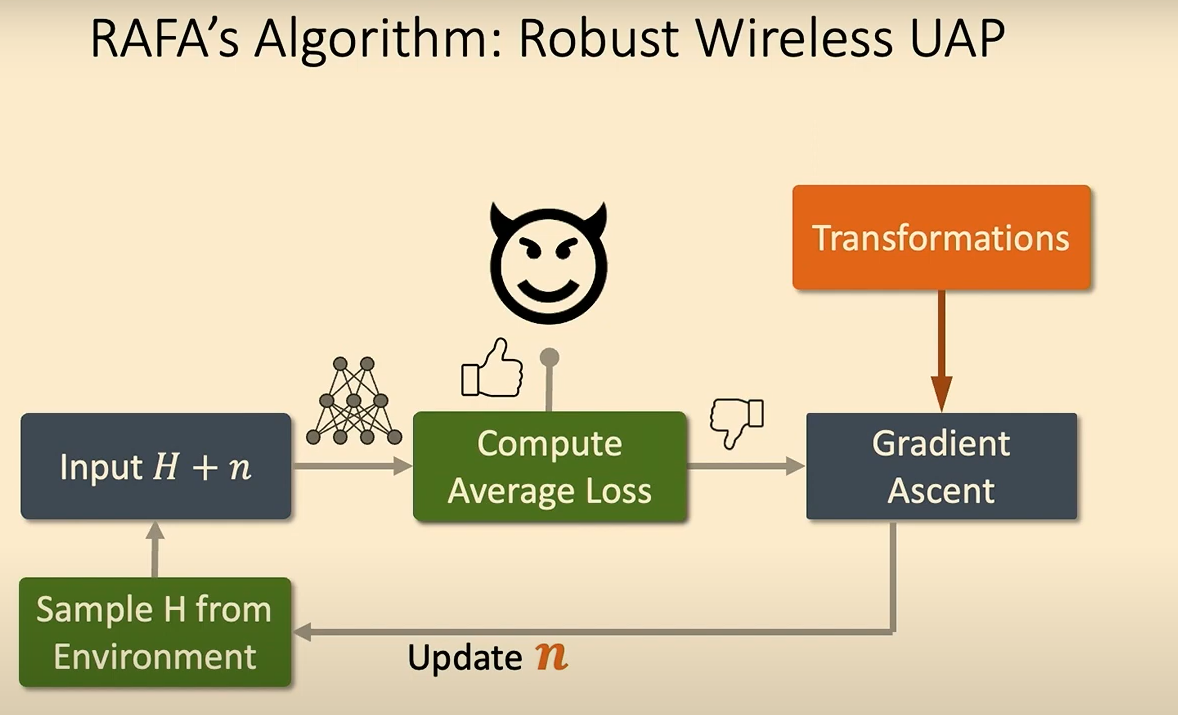 RAFA's Algorithm: Robust Wireless UAP
Transformations
Input H + n
Compute
Average Loss
Gradient
Ascent
Sample H from
Environment
Update n